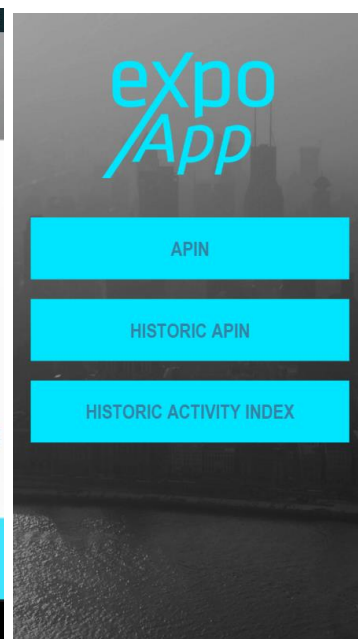 expo
App
APIN
HISTORIC APIN
HISTORIC ACTIVITY INDEX